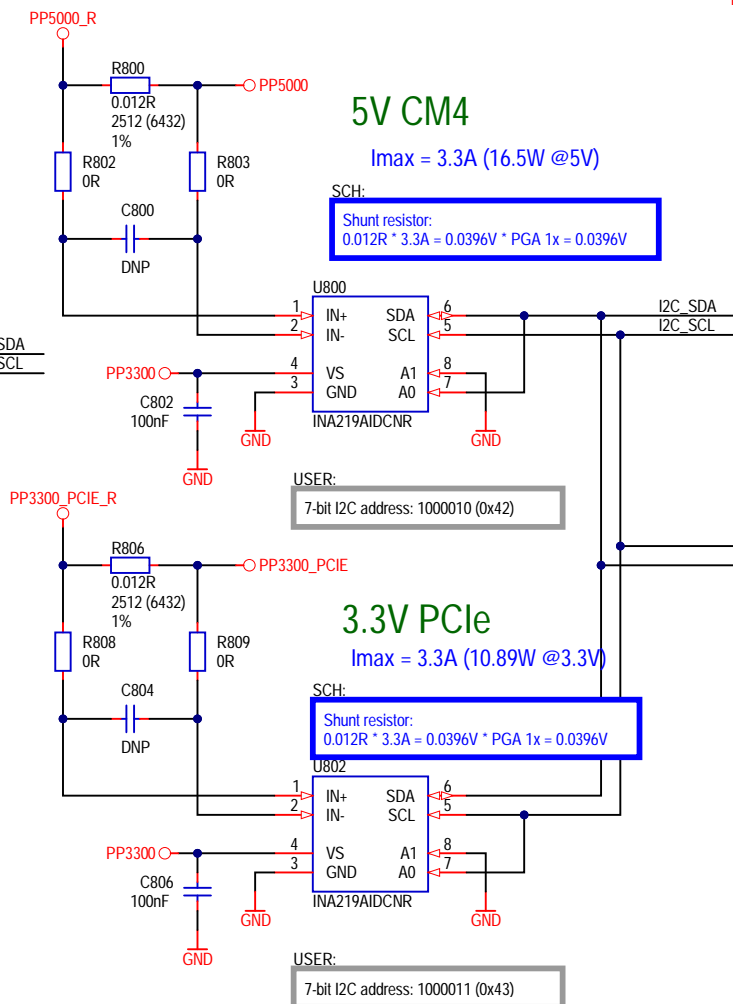 PP5000_R
R800
PP5000
0.012R
2512 (6432)
1%
5V CM4
Imax = 3.3A (16.5W @5V)
R802
0R
R803
0R
SCH:
Shunt resistor:
0.012R * 3.3A = 0.0396V * PGA 1x = 0.0396V
C800
DNP
U800
1 IN+ SDA 6
2 IN- SCL 5
4 VS A1 8
3 GND A0 7
INA219AIDCNR
I2C_SDA
I2C_SCL
SDA
SCL
PP3300
C802
100nF
GND
GND
GND
USER:
7-bit I2C address: 1000010 (0x42)
PP3300_PCIE_R
R806
PP3300_PCIE
0.012R
2512 (6432)
1%
3.3V PCIe
Imax = 3.3A (10.89W @3.3V)
R808
0R
R809
0R
SCH:
Shunt resistor:
0.012R * 3.3A = 0.0396V * PGA 1x = 0.0396V
C804
DNP
U802
1 IN+ SDA 6
2 IN- SCL 5
4 VS A1 8
3 GND A0 7
INA219AIDCNR
PP3300
C806
100nF
GND
GND
GND
USER:
7-bit I2C address: 1000011 (0x43)